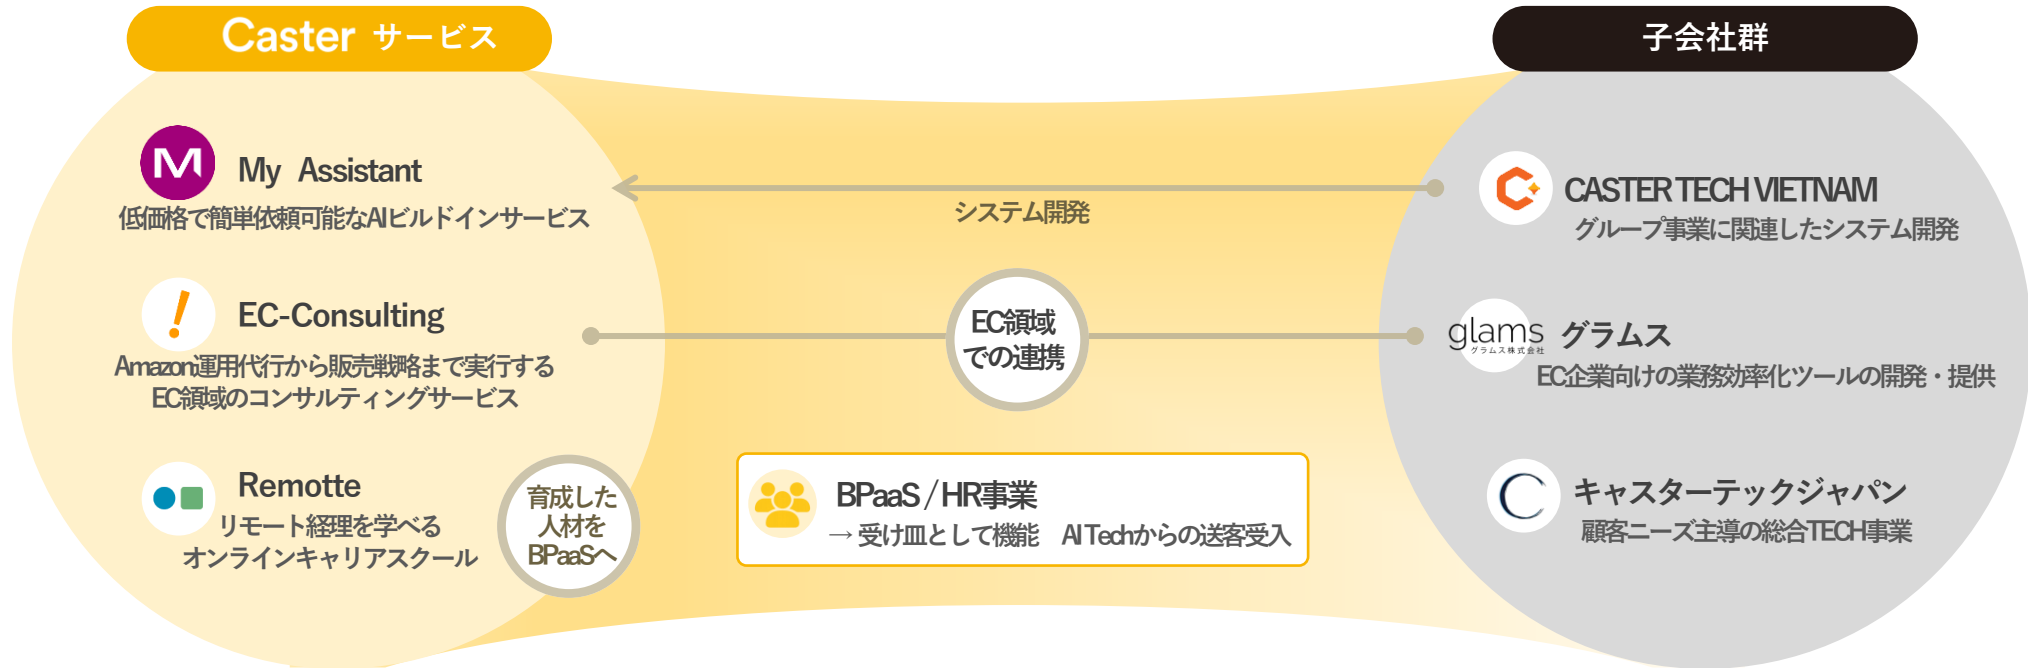 Caster サービス
My Assistant
低価格で簡単依頼可能なAIビルドインサービス
EC-Consulting
Amazon運用代行から販売戦略まで実行する
EC領域のコンサルティングサービス
Remotte
リモート経理を学べる
オンラインキャリアスクール
育成した
人材を
BPaaSへ
システム開発
EC領域
での連携
BPaaS / HR事業
→ 受け皿として機能 AI Techからの送客受入
子会社群
CASTER TECH VIETNAM
グループ事業に関連したシステム開発
glams
グラムス株式会社
グラムス
EC企業向けの業務効率化ツールの開発・提供
キャスターテックジャパン
顧客ニーズ主導の総合TECH事業